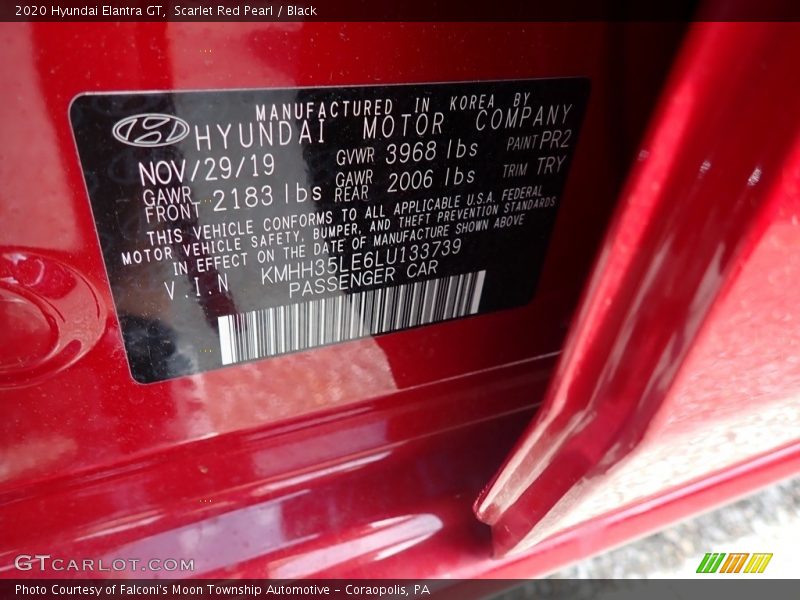 2020 Hyundai Elantra GT, Scarlet Red Pearl / Black
MANUFACTURED IN KOREA BY
HYUNDAI MOTOR COMPANY
NOV/29/19 GVWR 3968 lbs PAINT PR2
GAWR FRONT 2183 lbs GAWR REAR 2006 lbs TRIM TRY
THIS VEHICLE CONFORMS TO ALL APPLICABLE U.S.A. FEDERAL
MOTOR VEHICLE SAFETY, BUMPER, AND THEFT PREVENTION STANDARDS
IN EFFECT ON THE DATE OF MANUFACTURE SHOWN ABOVE
V.I.N KMHH35LE6LU133739
PASSENGER CAR
GTCARLOT.COM
Photo Courtesy of Falconi's Moon Township Automotive - Coraopolis, PA